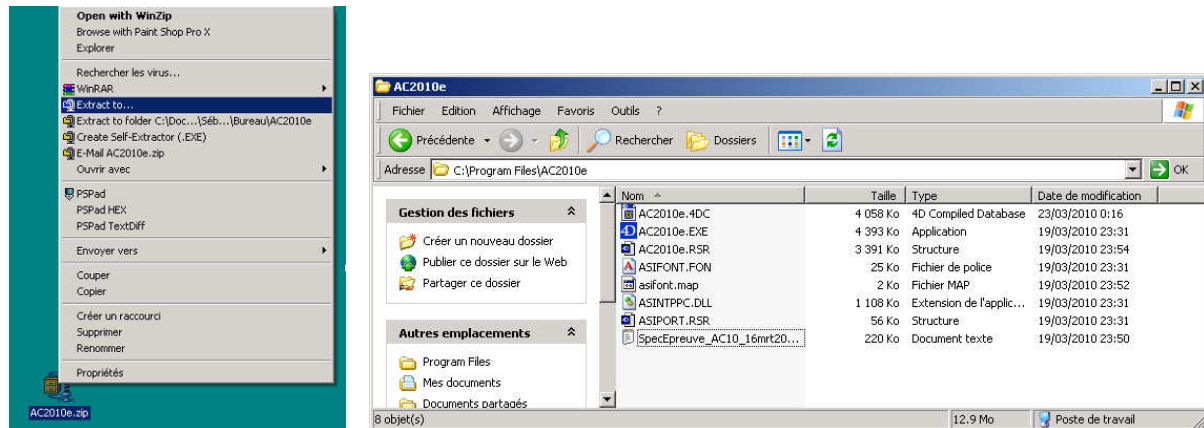 Open with WinZip
Browse with Paint Shop Pro X
Explorer
Rechercher les virus...
WinRAR
Extract to...
Extract to folder C:\Doc...\Séb...\Bureau\AC2010e
Create Self-Extractor (.EXE)
E-Mail AC2010e.zip
Ouvrir avec
PSPad
PSPad HEX
PSPad TextDiff
Envoyer vers
Couper
Copier
Créer un raccourci
Supprimer
Renommer
Propriétés
AC2010e.zip
AC2010e
Fichier Edition Affichage Favoris Outils ?
Précédente Rechercher Dossiers
Adresse C:\Program Files\AC2010e OK
Gestion des fichiers
Créer un nouveau dossier
Publier ce dossier sur le Web
Partager ce dossier
Autres emplacements
Program Files
Mes documents
Documents partagés
Nom Taille Type Date de modification
AC2010e.4DC 4 058 Ko 4D Compiled Database 23/03/2010 0:16
AC2010e.EXE 4 393 Ko Application 19/03/2010 23:31
AC2010e.RSR 3 391 Ko Structure 19/03/2010 23:54
ASIFONT.FON 25 Ko Fichier de police 19/03/2010 23:31
asifont.map 2 Ko Fichier MAP 19/03/2010 23:52
ASINTPPC.DLL 1 108 Ko Extension de l'applic... 19/03/2010 23:31
ASIPORT.RSR 56 Ko Structure 19/03/2010 23:31
SpecEpreuve_AC10_16mrt20... 220 Ko Document texte 19/03/2010 23:50
8 objet(s) 12.9 Mo Poste de travail